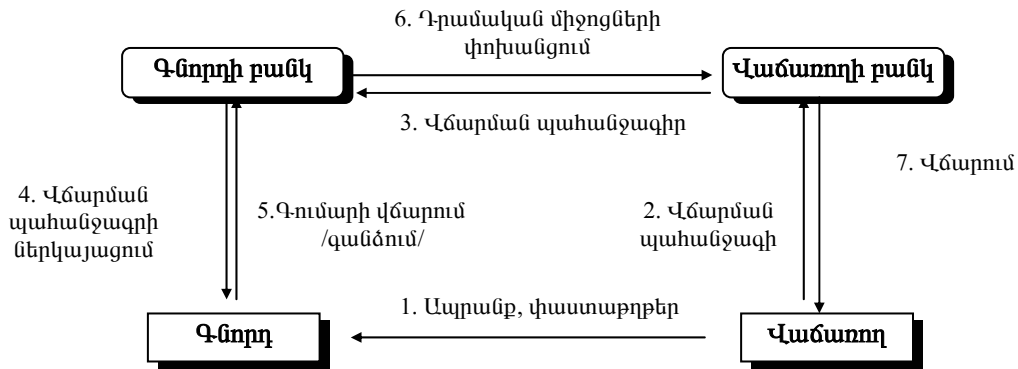 6. Դրամական միջոցների
փոխանցում
Գնորդի բանկ
Վաճառողի բանկ
3. Վճարման պահանջագիր
7. Վճարում
4. Վճարման
պահանջագրի
ներկայացում
5.Գումարի վճարում
/գանձում/
2. Վճարման
պահանջագի
1. Ապրանք, փաստաթղթեր
Գնորդ
Վաճառող